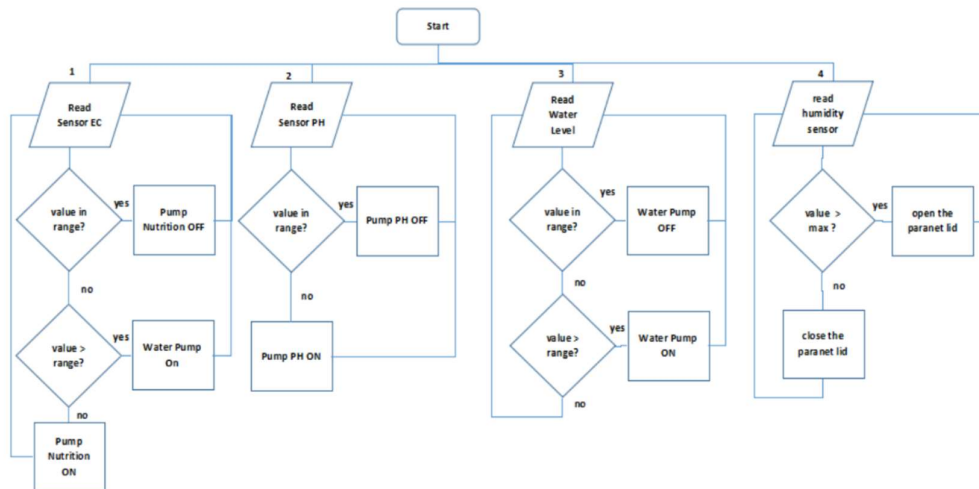 Start
1
2
3
4
Read
Sensor EC
Read
Sensor PH
Read
Water
Level
read
humidity
sensor
value in
range?
yes
Pump
Nutrition OFF
no
value >
range?
yes
Water Pump
On
no
Pump
Nutrition
ON
value in
range?
yes
Pump PH OFF
no
Pump PH ON
value in
range?
yes
Water Pump
OFF
no
value >
range?
yes
Water Pump
ON
no
value >
max ?
yes
open the
paranet lid
no
close the
paranet lid